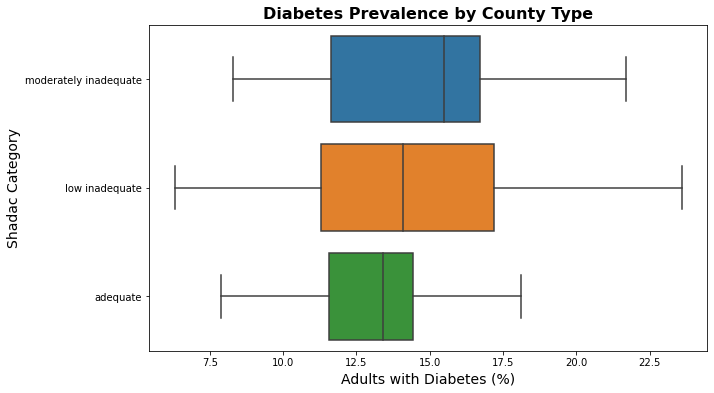 Diabetes Prevalence by County Type
Shadac Category
moderately inadequate
low inadequate
adequate
7.5 10.0 12.5 15.0 17.5 20.0 22.5
Adults with Diabetes (%)